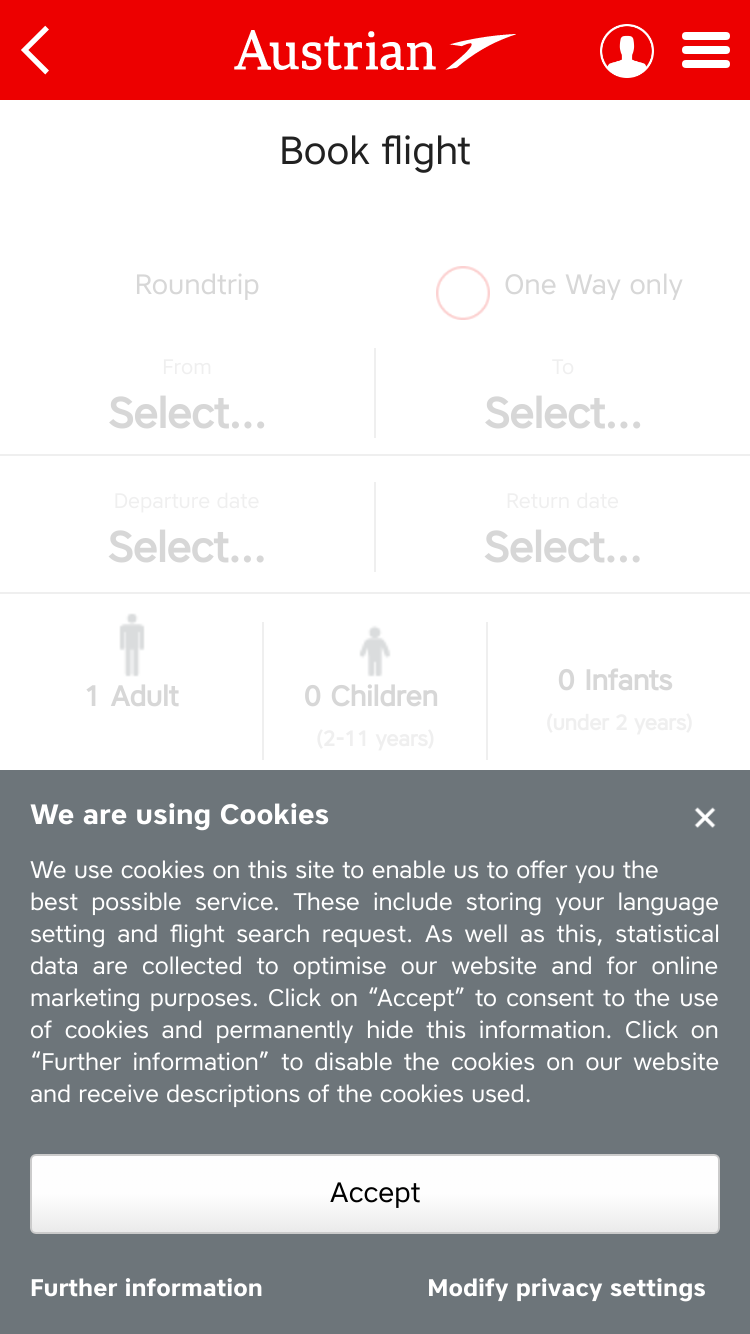 Austrian
Book flight
Roundtrip
One Way only
From
To
Select...
Select...
Departure date
Return date
Select...
Select...
1 Adult
0 Children
(2-11 years)
0 Infants
(under 2 years)
We are using Cookies
We use cookies on this site to enable us to offer you the
best possible service. These include storing your language
setting and flight search request. As well as this, statistical
data are collected to optimise our website and for online
marketing purposes. Click on “Accept” to consent to the use
of cookies and permanently hide this information. Click on
“Further information” to disable the cookies on our website
and receive descriptions of the cookies used.
Accept
Further information
Modify privacy settings